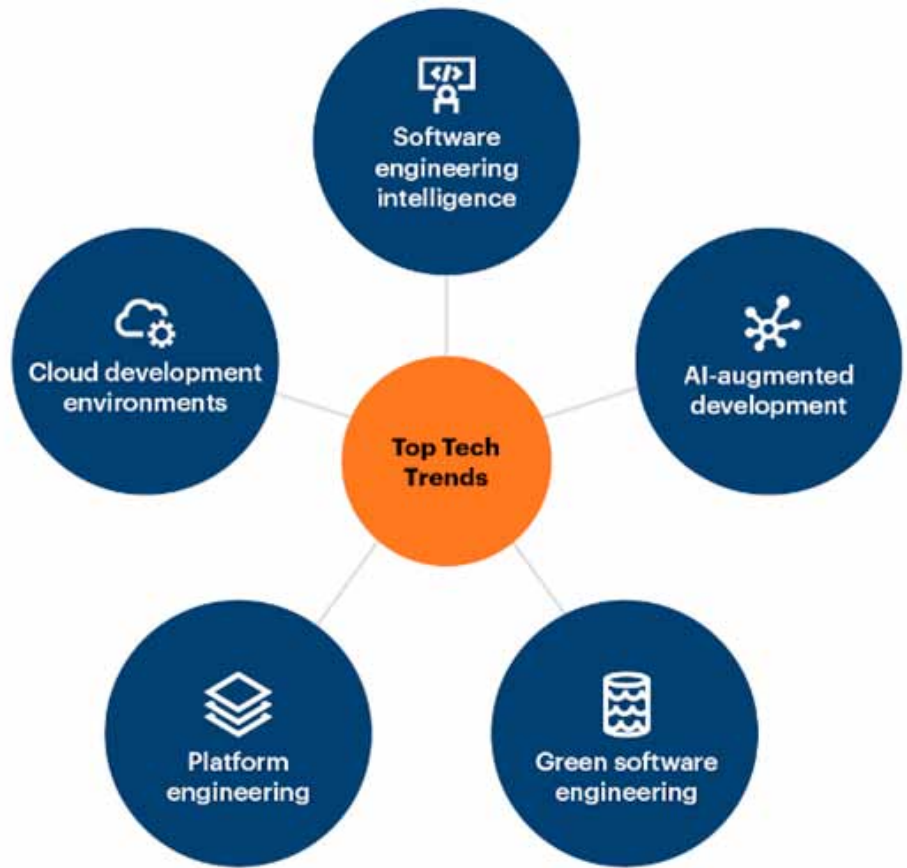 </>
Software
engineering
intelligence
Cloud development
environments
AI-augmented
development
Top Tech
Trends
Platform
engineering
Green software
engineering